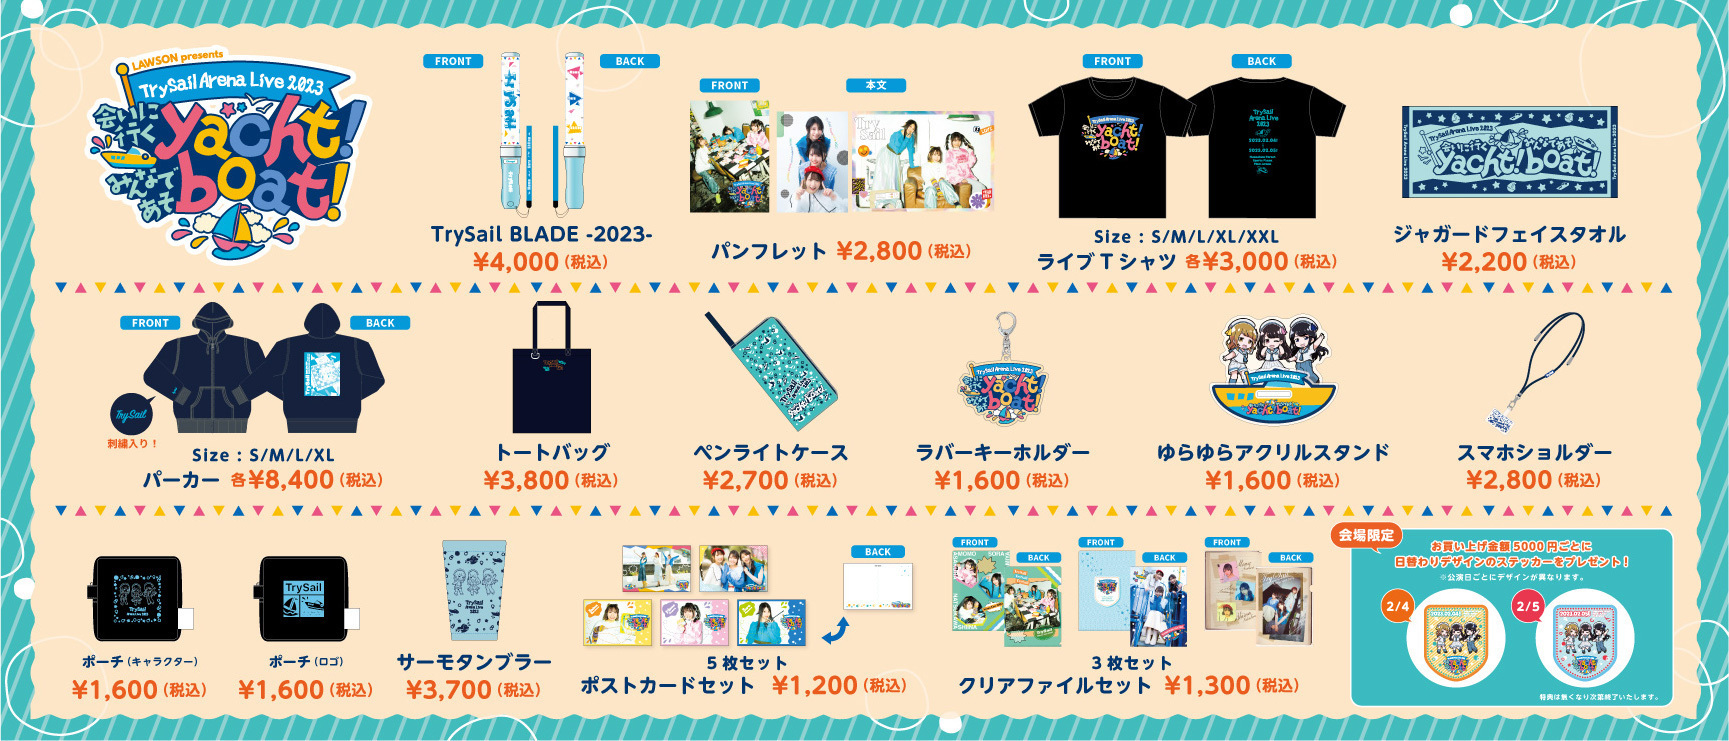 LAWSON presents
TrySail Arena Live 2023
会いに行く
yacht!
みんなであそ
boat!
FRONT
BACK
TrySail BLADE -2023-
¥4,000(税込)
FRONT
本文
パンフレット ¥2,800(税込)
FRONT
BACK
Size : S/M/L/XL/XXL
ライブTシャツ 各¥3,000(税込)
ジャガードフェイスタオル
¥2,200(税込)
FRONT
BACK
TrySail
刺繍入り!
Size : S/M/L/XL
パーカー 各¥8,400(税込)
トートバッグ
¥3,800(税込)
ペンライトケース
¥2,700(税込)
ラバーキーホルダー
¥1,600(税込)
ゆらゆらアクリルスタンド
¥1,600(税込)
スマホショルダー
¥2,800(税込)
ポーチ(キャラクター)
¥1,600(税込)
TrySail
ポーチ(ロゴ)
¥1,600(税込)
サーモタンブラー
¥3,700(税込)
BACK
5枚セット
ポストカードセット ¥1,200(税込)
FRONT
BACK
FRONT
BACK
FRONT
BACK
3枚セット
クリアファイルセット ¥1,300(税込)
会場限定
お買い上げ金額5000円ごとに
日替わりデザインのステッカーをプレゼント!
※公演日ごとにデザインが異なります。
2/4
2/5
特典は無くなり次第終了いたします。